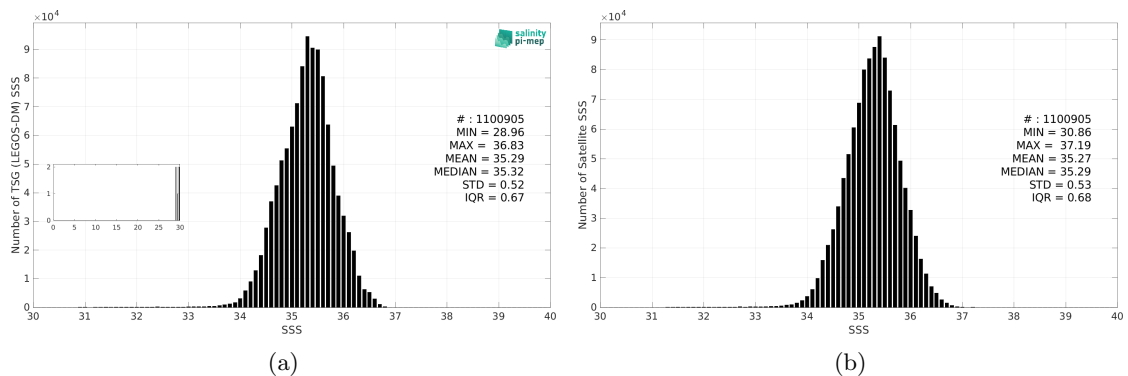 ×10⁴
9
8
7
6
5
4
3
2
1
0
Number of TSG (LEGOS-DM) SSS
salinity
pi-mep
# : 1100905
MIN = 28.96
MAX = 36.83
MEAN = 35.29
MEDIAN = 35.32
STD = 0.52
IQR = 0.67
2
1
0
0 5 10 15 20 25 30
30 31 32 33 34 35 36 37 38 39 40
SSS
(a)
×10⁴
9
8
7
6
5
4
3
2
1
0
Number of Satellite SSS
# : 1100905
MIN = 30.86
MAX = 37.19
MEAN = 35.27
MEDIAN = 35.29
STD = 0.53
IQR = 0.68
30 31 32 33 34 35 36 37 38 39 40
SSS
(b)